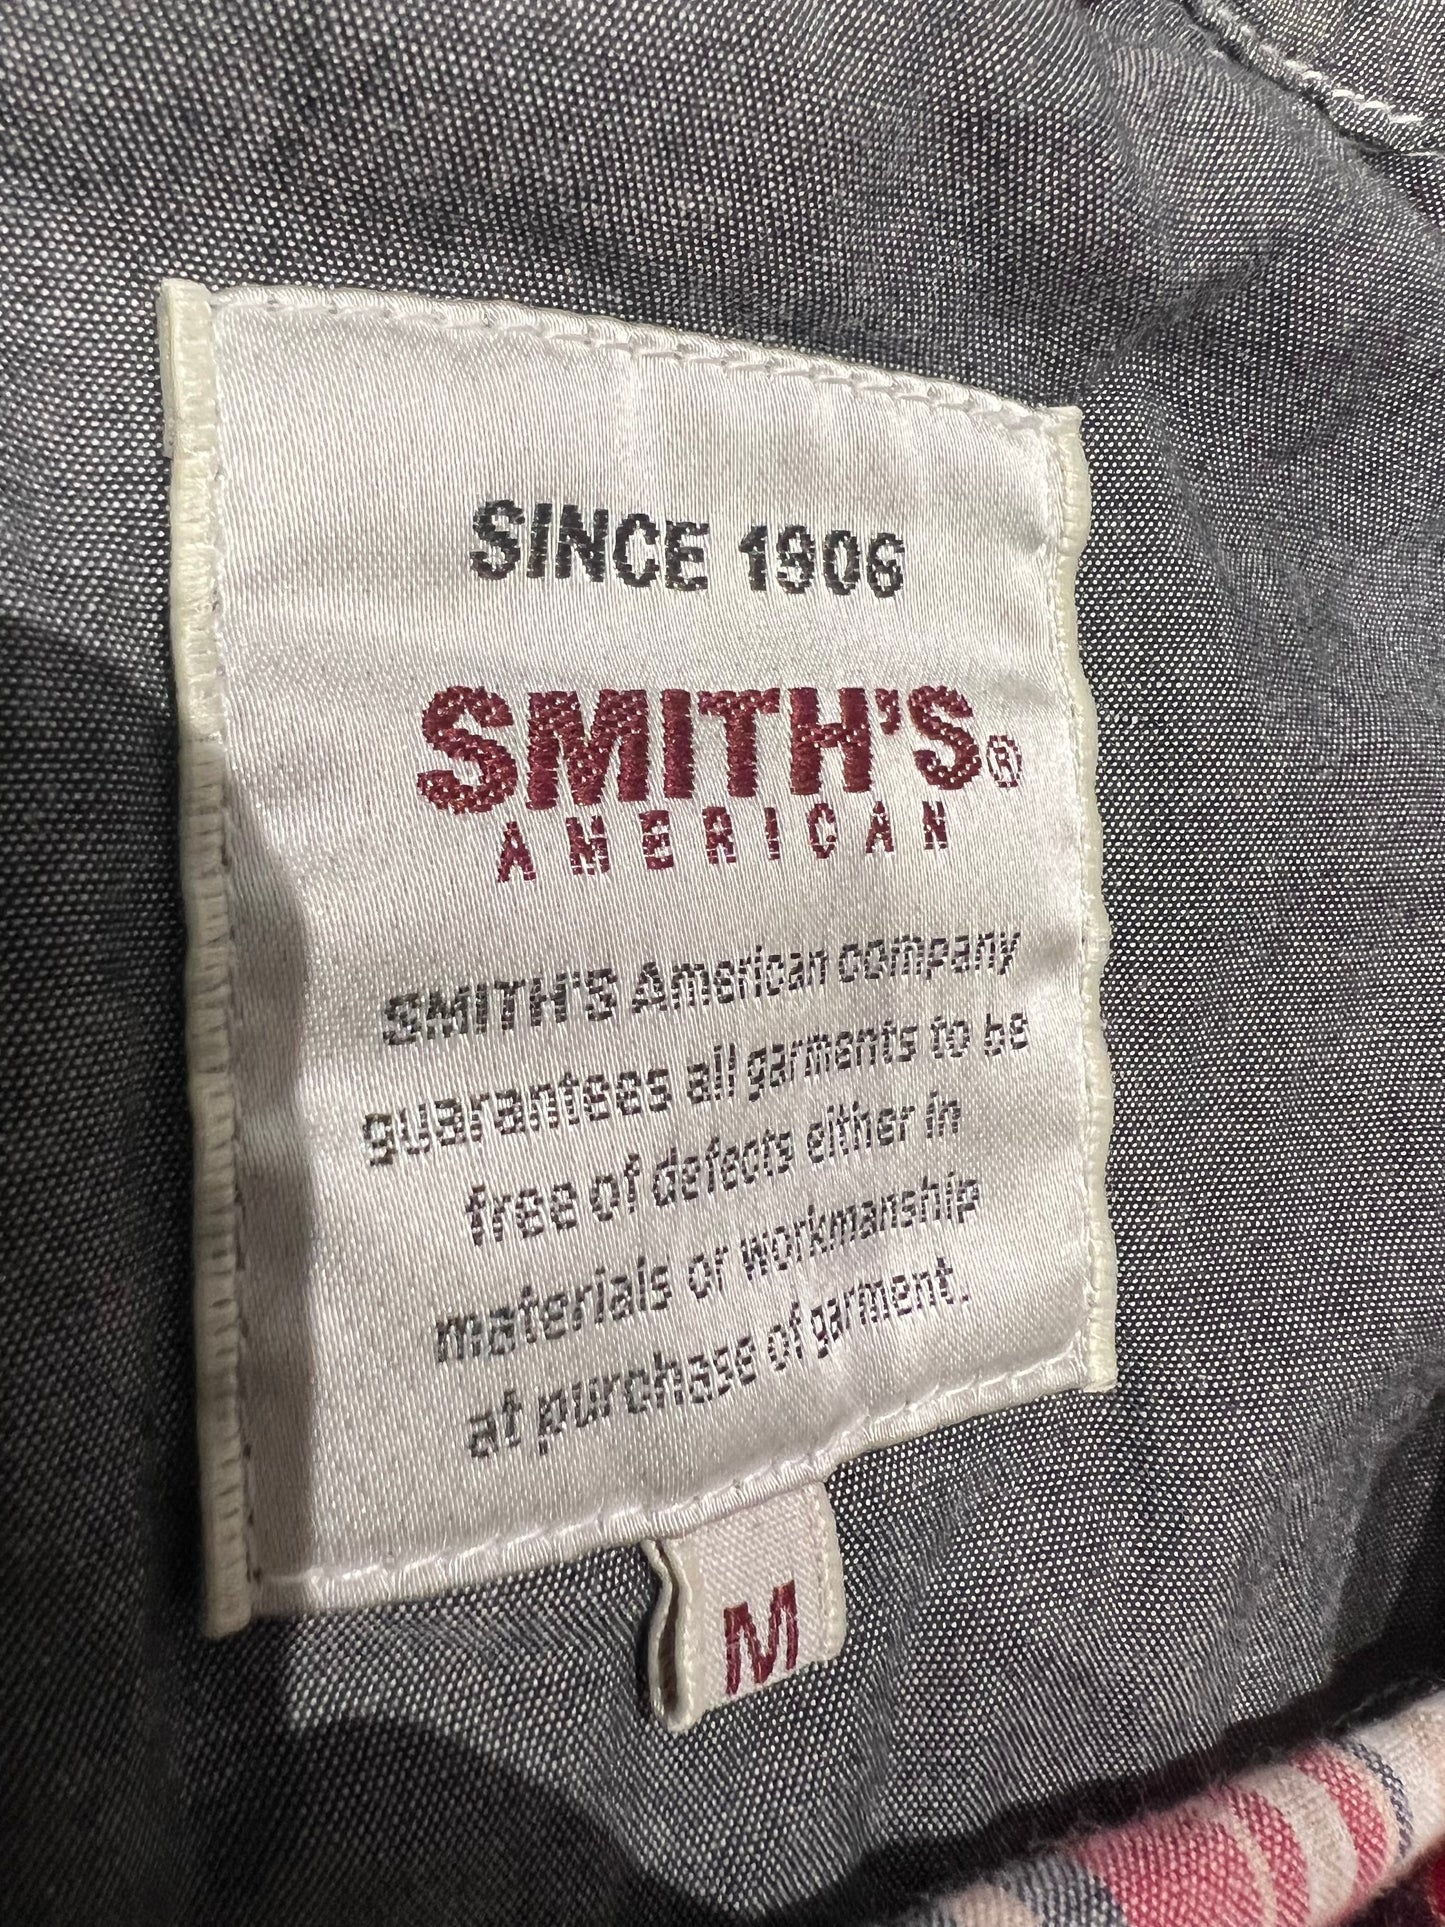 SINCE 1906
SMITH'S®
AMERICAN
SMITH'S American company
guarantees all garments to be
free of defects either in
materials or workmanship
at purchase of garment.
M